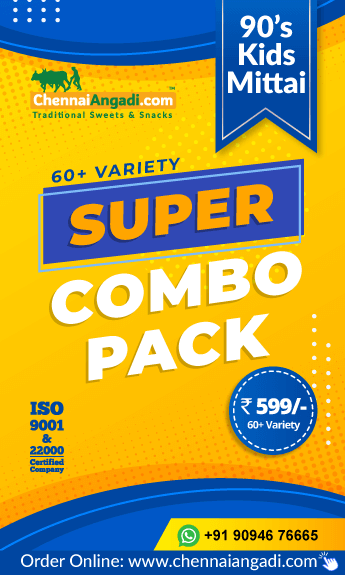 90's
Kids
Mittai
ChennaiAngadi.com™
Traditional Sweets & Snacks
60+ VARIETY
SUPER
COMBO
PACK
₹ 599/-
60+ Variety
ISO
9001
&
22000
Certified
Company
+91 90946 76665
Order Online: www.chennaiangadi.com